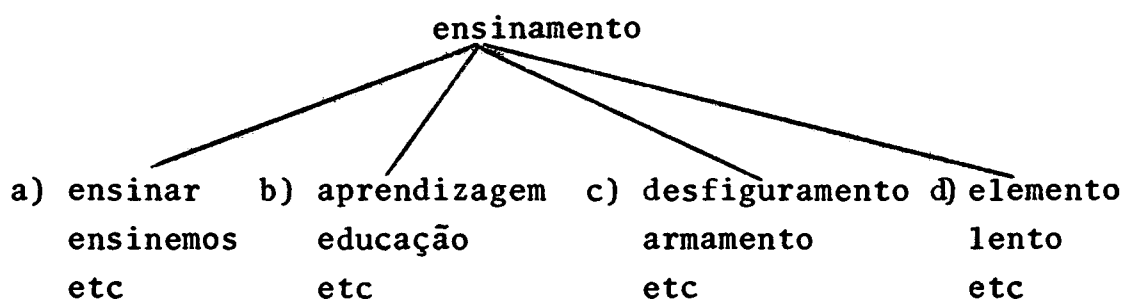 ensinamento
a) ensinar b) aprendizagem c) desfiguramento d) elemento
ensinemos educação armamento lento
etc etc etc etc